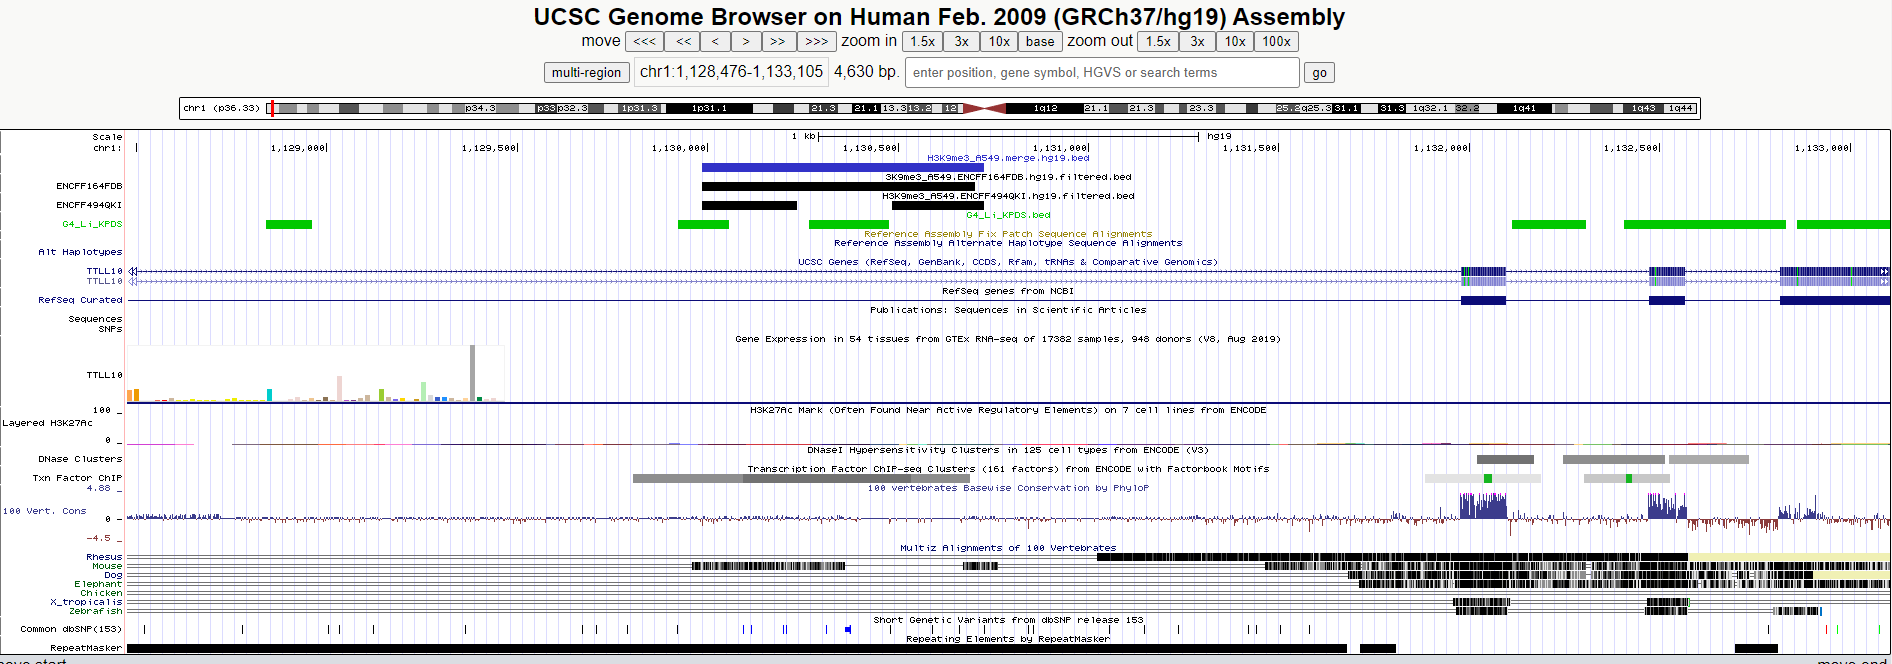 UCSC Genome Browser on Human Feb. 2009 (GRCh37/hg19) Assembly
move <<< << < > >> >>> zoom in 1.5x 3x 10x base zoom out 1.5x 3x 10x 100x
multi-region chr1:1,128,476-1,133,105 4,630 bp. enter position, gene symbol, HGVS or search terms go
chr1 (p36.33) p34.3 p33 p32.3 1p31.3 1p31.1 21.3 21.1 13.3 13.2 12 1q12 21.1 21.3 23.3 25.2 q25.3 31.1 31.3 1q32.1 32.2 1q41 1q43 1q44
Scale 1 kb hg19
chr1: 1,129,000 1,129,500 1,130,000 1,130,500 1,131,000 1,131,500 1,132,000 1,132,500 1,133,000
H3K9me3_A549.merge.hg19.bed
3K9me3_A549.ENCFF164FDB.hg19.filtered.bed
ENCFF164FDB
H3K9me3_A549.ENCFF494QKI.hg19.filtered.bed
ENCFF494QKI
G4_Li_KPDS.bed
G4_Li_KPDS
Reference Assembly Fix Patch Sequence Alignments
Reference Assembly Alternate Haplotype Sequence Alignments
Alt Haplotypes
UCSC Genes (RefSeq, GenBank, CCDS, Rfam, tRNAs & Comparative Genomics)
TTLL10
TTLL10
RefSeq genes from NCBI
RefSeq Curated
Publications: Sequences in Scientific Articles
Sequences
SNPs
Gene Expression in 54 tissues from GTEx RNA-seq of 17382 samples, 948 donors (V8, Aug 2019)
TTLL10
H3K27Ac Mark (Often Found Near Active Regulatory Elements) on 7 cell lines from ENCODE
100 _
Layered H3K27Ac
0 _
DNaseI Hypersensitivity Clusters in 125 cell types from ENCODE (V3)
DNase Clusters
Transcription Factor ChIP-seq Clusters (161 factors) from ENCODE with Factorbook Motifs
Txn Factor ChIP
100 vertebrates Basewise Conservation by PhyloP
4.88 _
100 Vert. Cons
0 _
-4.5 _
Multiz Alignments of 100 Vertebrates
Rhesus
Mouse
Dog
Elephant
Chicken
X_tropicalis
Zebrafish
Short Genetic Variants from dbSNP release 153
Common dbSNP(153)
Repeating Elements by RepeatMasker
RepeatMasker